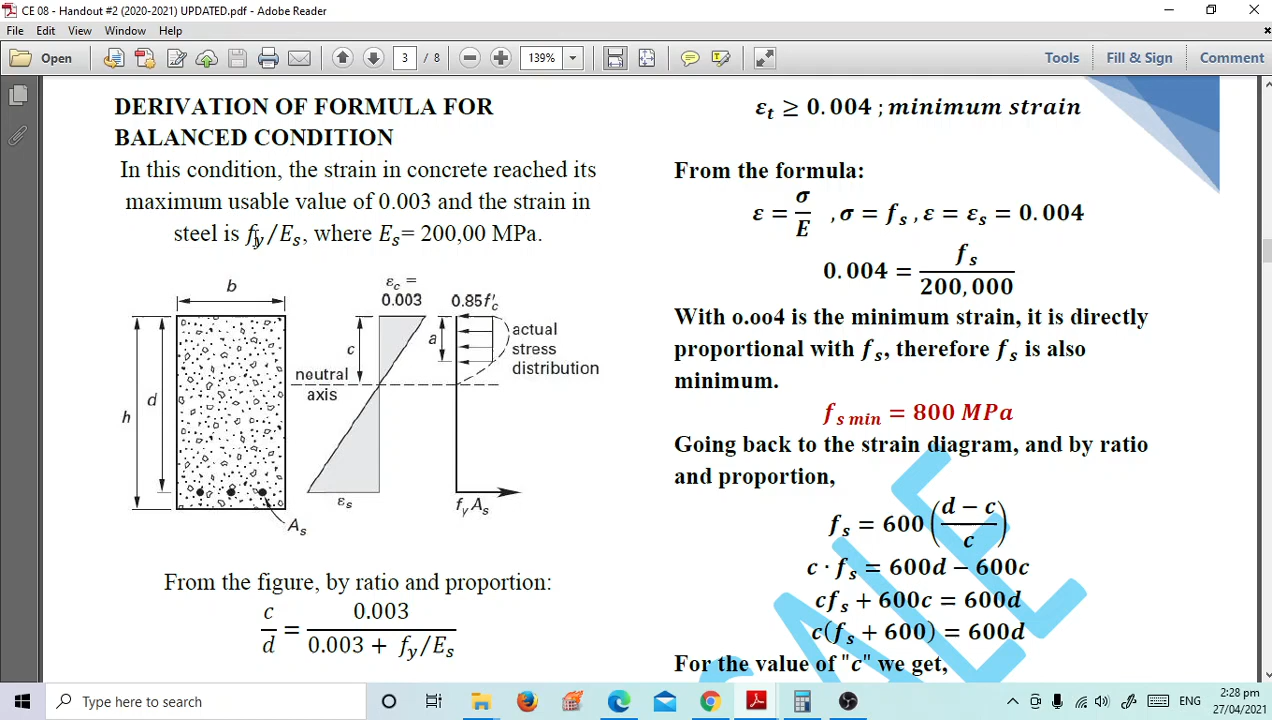 CE 08 - Handout #2 (2020-2021) UPDATED.pdf - Adobe Reader
File Edit View Window Help
Open 3 / 8 139% Tools Fill & Sign Comment
DERIVATION OF FORMULA FOR
BALANCED CONDITION
In this condition, the strain in concrete reached its
maximum usable value of 0.003 and the strain in
steel is fy/Es, where Es= 200,00 MPa.
b
h
d
As
εc =
0.003
c
neutral
axis
εs
0.85f'c
a
actual
stress
distribution
fy As
From the figure, by ratio and proportion:
c/d = 0.003/(0.003 + fy/Es)
εt ≥ 0.004 ; minimum strain
From the formula:
ε = σ/E , σ = fs , ε = εs = 0.004
0.004 = fs/200,000
With o.oo4 is the minimum strain, it is directly
proportional with fs, therefore fs is also
minimum.
fs min = 800 MPa
Going back to the strain diagram, and by ratio
and proportion,
fs = 600 ((d − c)/c)
c · fs = 600d − 600c
cfs + 600c = 600d
c(fs + 600) = 600d
For the value of "c" we get,
ALE
Type here to search
ENG
2:28 pm
27/04/2021